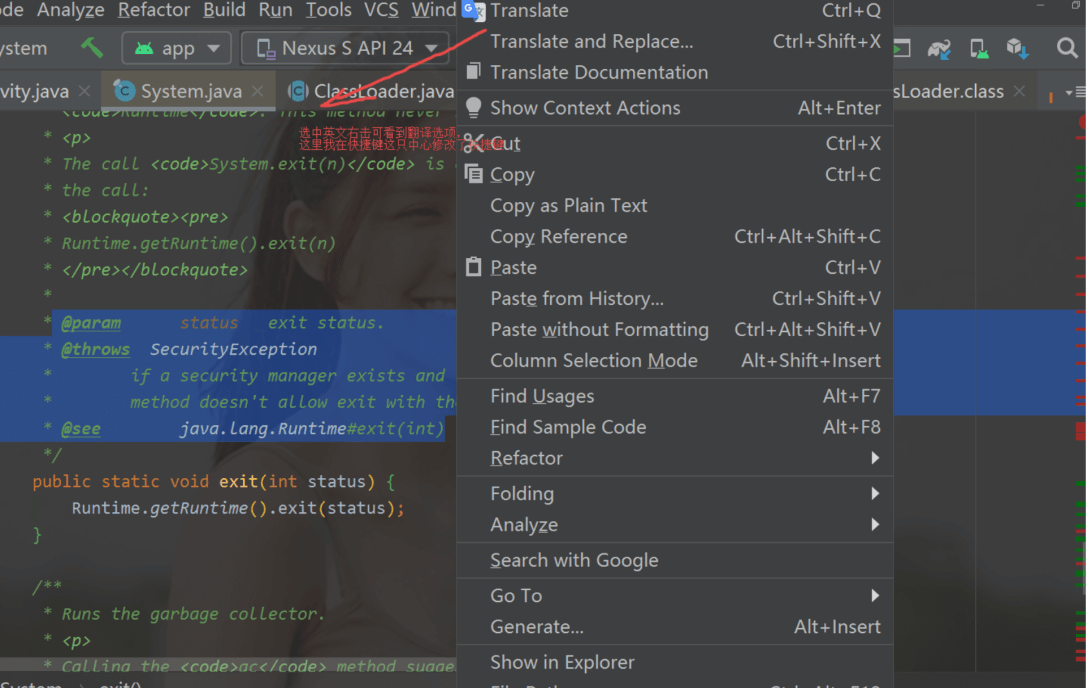 de Analyze Refactor Build Run Tools VCS Wind
ystem app Nexus S API 24
vity.java System.java ClassLoader.java sLoader.class
Translate Ctrl+Q
Translate and Replace... Ctrl+Shift+X
Translate Documentation
Show Context Actions Alt+Enter
Cut Ctrl+X
Copy Ctrl+C
Copy as Plain Text
Copy Reference Ctrl+Alt+Shift+C
Paste Ctrl+V
Paste from History... Ctrl+Shift+V
Paste without Formatting Ctrl+Alt+Shift+V
Column Selection Mode Alt+Shift+Insert
Find Usages Alt+F7
Find Sample Code Alt+F8
Refactor
Folding
Analyze
Search with Google
Go To
Generate... Alt+Insert
Show in Explorer
选中英文右击可看到翻译选项,
这里我在快捷键这只中心修改了
<code>Runtime</code>. This method never
* <p>
* The call <code>System.exit(n)</code> is
* the call:
* <blockquote><pre>
* Runtime.getRuntime().exit(n)
* </pre></blockquote>
*
* @param status exit status.
* @throws SecurityException
* if a security manager exists and
* method doesn't allow exit with the
* @see java.lang.Runtime#exit(int)
*/
public static void exit(int status) {
Runtime.getRuntime().exit(status);
}
/**
* Runs the garbage collector.
* <p>
* Calling the <code>gc</code> method sugge
System exit()